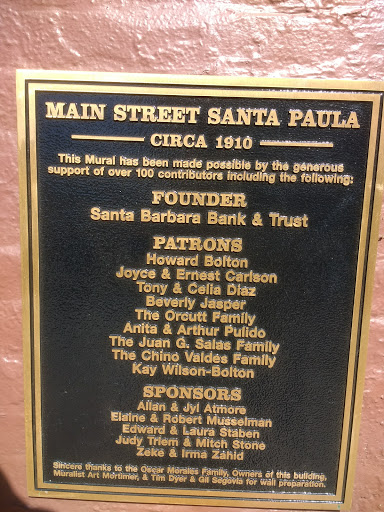 MAIN STREET SANTA PAULA
CIRCA 1910
This Mural has been made possible by the generous
support of over 100 contributors including the following:
FOUNDER
Santa Barbara Bank & Trust
PATRONS
Howard Bolton
Joyce & Ernest Carlson
Tony & Celia Diaz
Beverly Jasper
The Orcutt Family
Anita & Arthur Pulido
The Juan G. Salas Family
The Chino Valdés Family
Kay Wilson-Bolton
SPONSORS
Allan & Jyl Atmore
Elaine & Robert Musselman
Edward & Laura Staben
Judy Triem & Mitch Stone
Zeke & Irma Zahid
Sincere thanks to the Oscar Morales Family, Owners of this building,
Muralist Art Mortimer, & Tim Dyer & Gil Segovia for wall preparation.